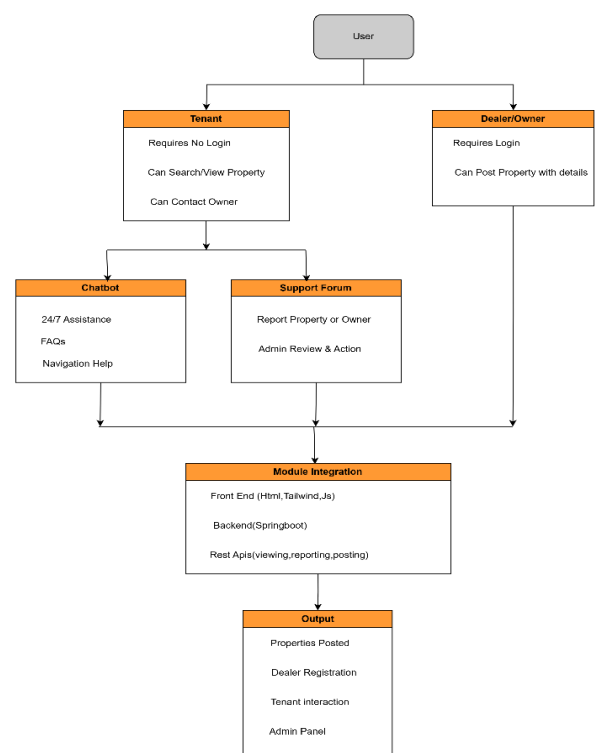 User
Tenant
Requires No Login
Can Search/View Property
Can Contact Owner
Dealer/Owner
Requires Login
Can Post Property with details
Chatbot
24/7 Assistance
FAQs
Navigation Help
Support Forum
Report Property or Owner
Admin Review & Action
Module Integration
Front End (Html,Tailwind,Js)
Backend(Springboot)
Rest Apis(viewing,reporting,posting)
Output
Properties Posted
Dealer Registration
Tenant interaction
Admin Panel